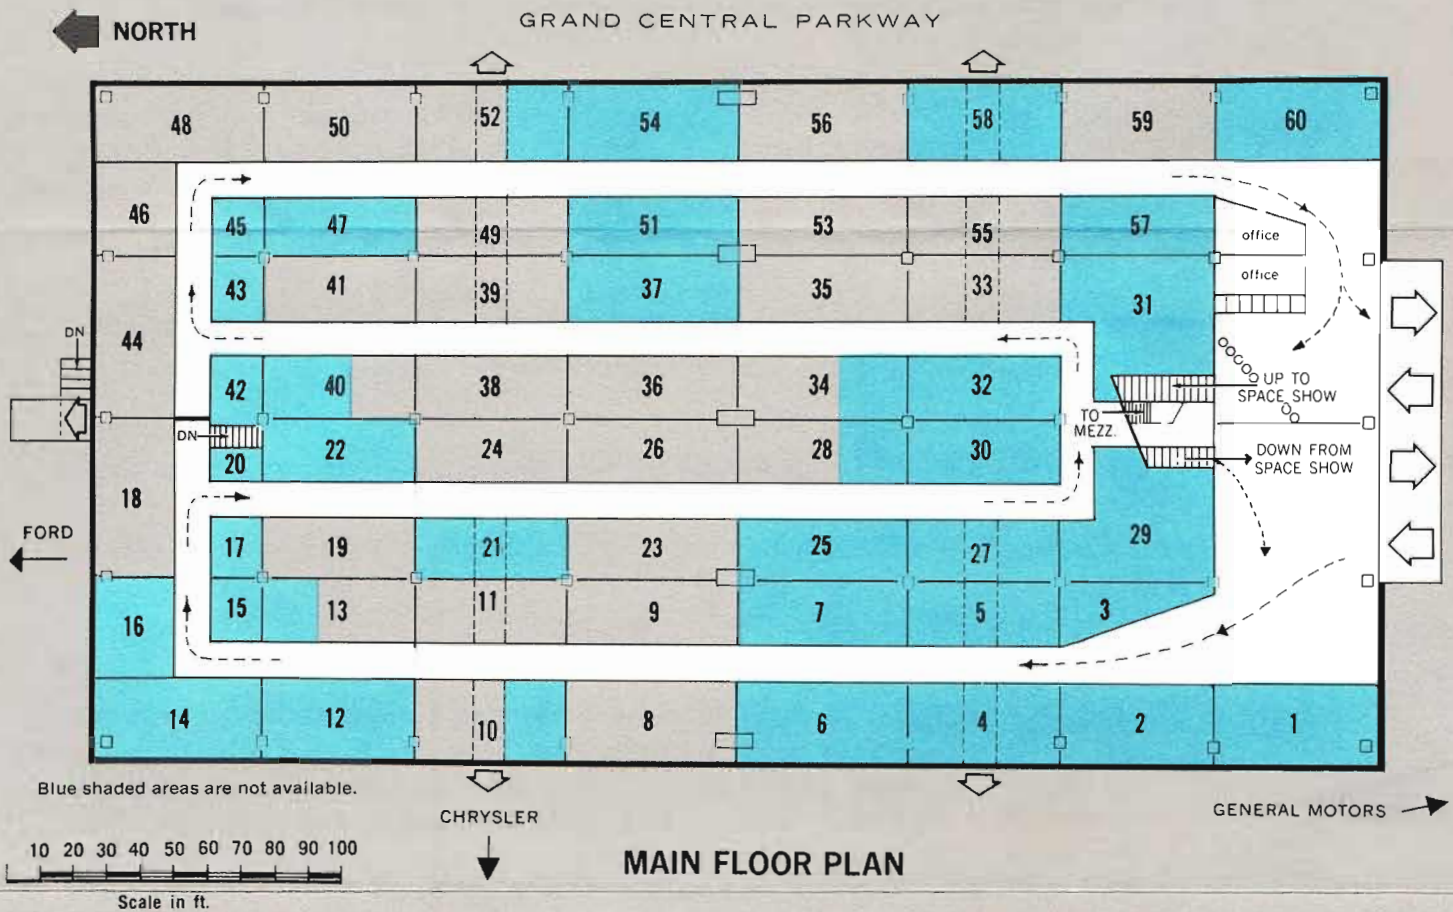 GRAND CENTRAL PARKWAY
NORTH
48 50 52 54 56 58 59 60
46 45 47 49 51 53 55 57
office
43 41 39 37 35 33 31
office
44
DN
42 40 38 36 34 32
UP TO
SPACE SHOW
TO
MEZZ.
DN
20 22 24 26 28 30
DOWN FROM
SPACE SHOW
18
FORD
17 19 21 23 25 27 29
16 15 13 11 9 7 5 3
14 12 10 8 6 4 2 1
Blue shaded areas are not available.
CHRYSLER
GENERAL MOTORS
10 20 30 40 50 60 70 80 90 100
Scale in ft.
MAIN FLOOR PLAN